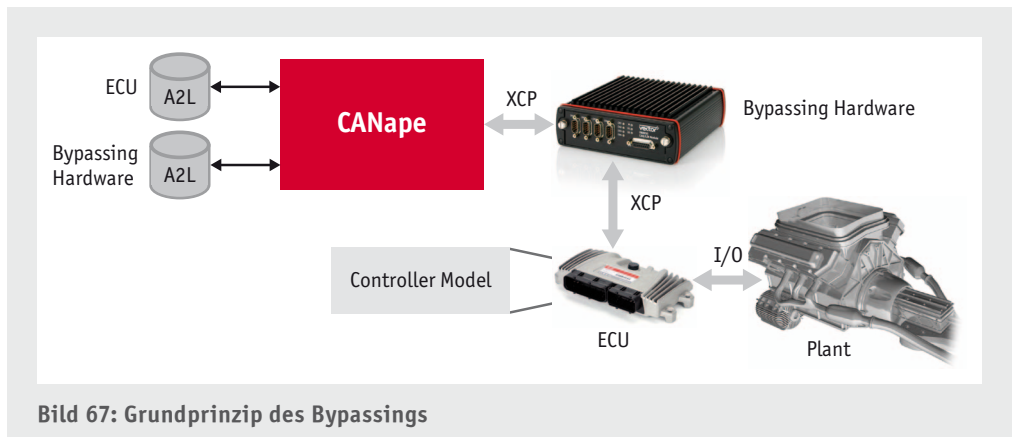 ECU
A2L
CANape
XCP
Bypassing Hardware
Bypassing
Hardware
A2L
XCP
Controller Model
I/O
ECU
Plant
Bild 67: Grundprinzip des Bypassings